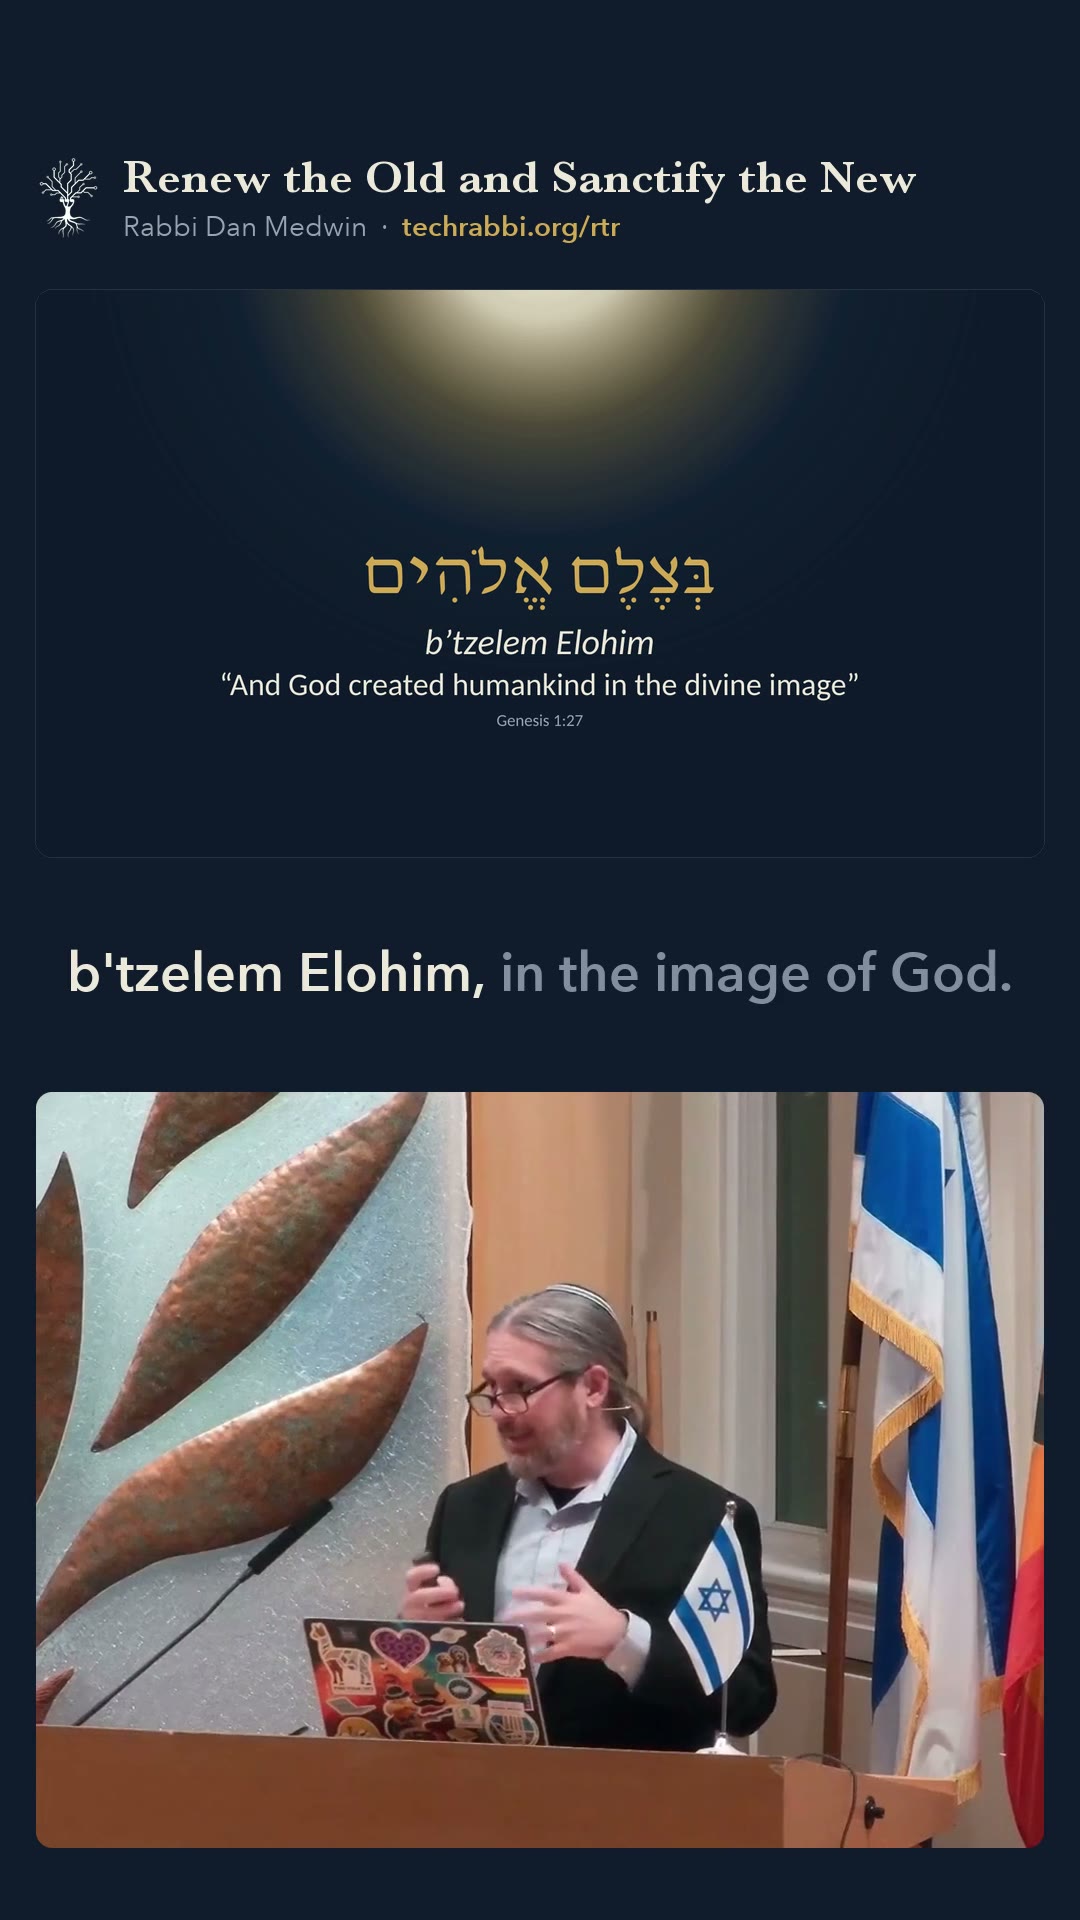 Renew the Old and Sanctify the New
Rabbi Dan Medwin · techrabbi.org/rtr
בְּצֶלֶם אֱלֹהִים
b’tzelem Elohim
“And God created humankind in the divine image”
Genesis 1:27
b'tzelem Elohim, in the image of God.